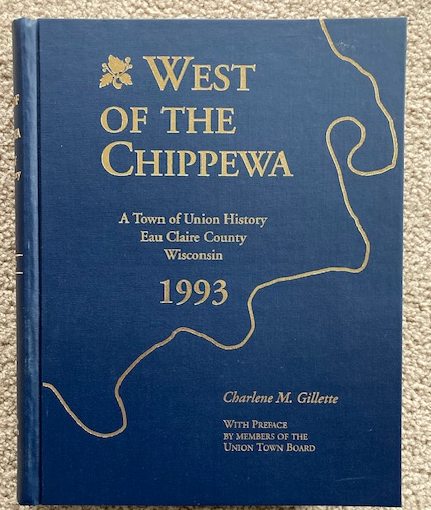 West
of the
Chippewa
A Town of Union History
Eau Claire County
Wisconsin
1993
Charlene M. Gillette
With Preface
by members of the
Union Town Board